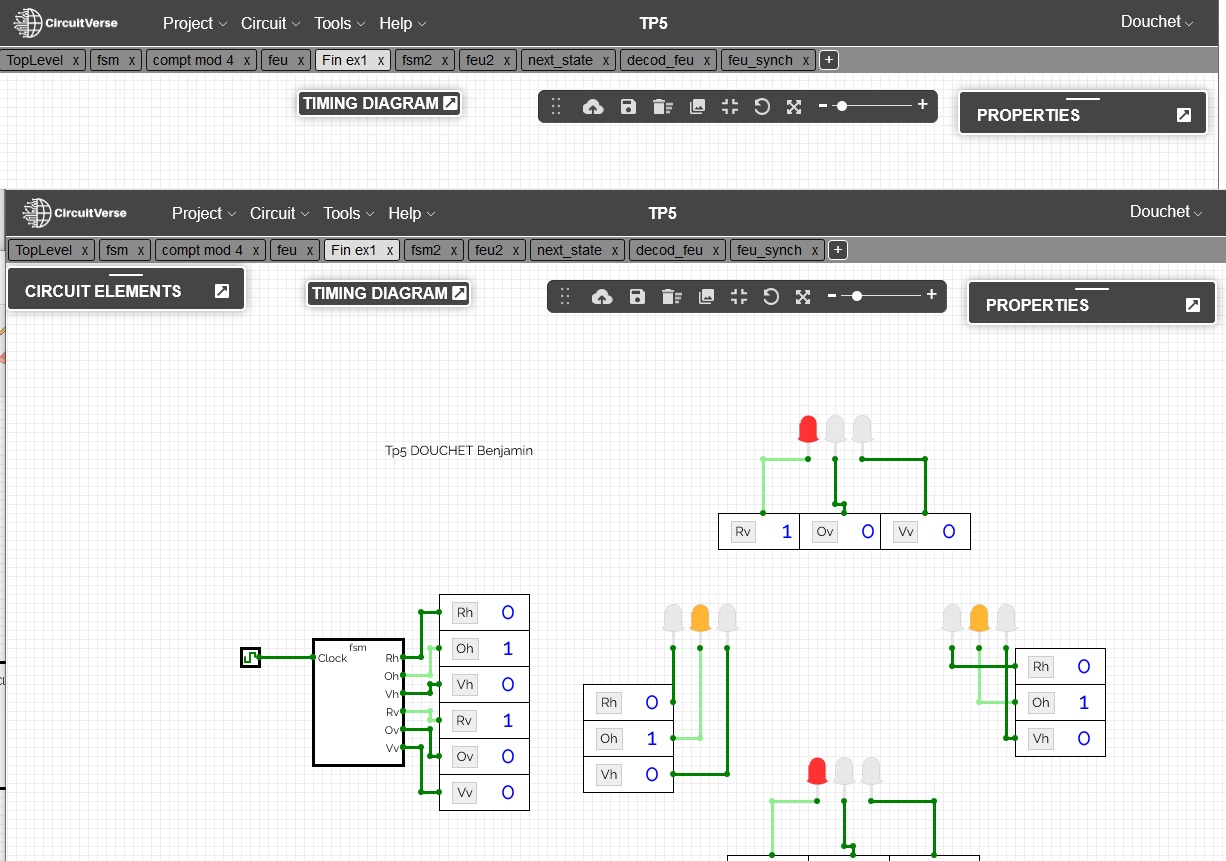 CircuitVerse Project Circuit Tools Help TP5 Douchet
TopLevel x fsm x compt mod 4 x feu x Fin ex1 x fsm2 x feu2 x next_state x decod_feu x feu_synch x +
TIMING DIAGRAM
PROPERTIES
CircuitVerse Project Circuit Tools Help TP5 Douchet
TopLevel x fsm x compt mod 4 x feu x Fin ex1 x fsm2 x feu2 x next_state x decod_feu x feu_synch x +
CIRCUIT ELEMENTS
TIMING DIAGRAM
PROPERTIES
Tp5 DOUCHET Benjamin
Rv 1 Ov 0 Vv 0
fsm
Clock
Rh
Oh
Vh
Rv
Ov
Vv
Rh 0
Oh 1
Vh 0
Rv 1
Ov 0
Vv 0
Rh 0
Oh 1
Vh 0
Rh 0
Oh 1
Vh 0